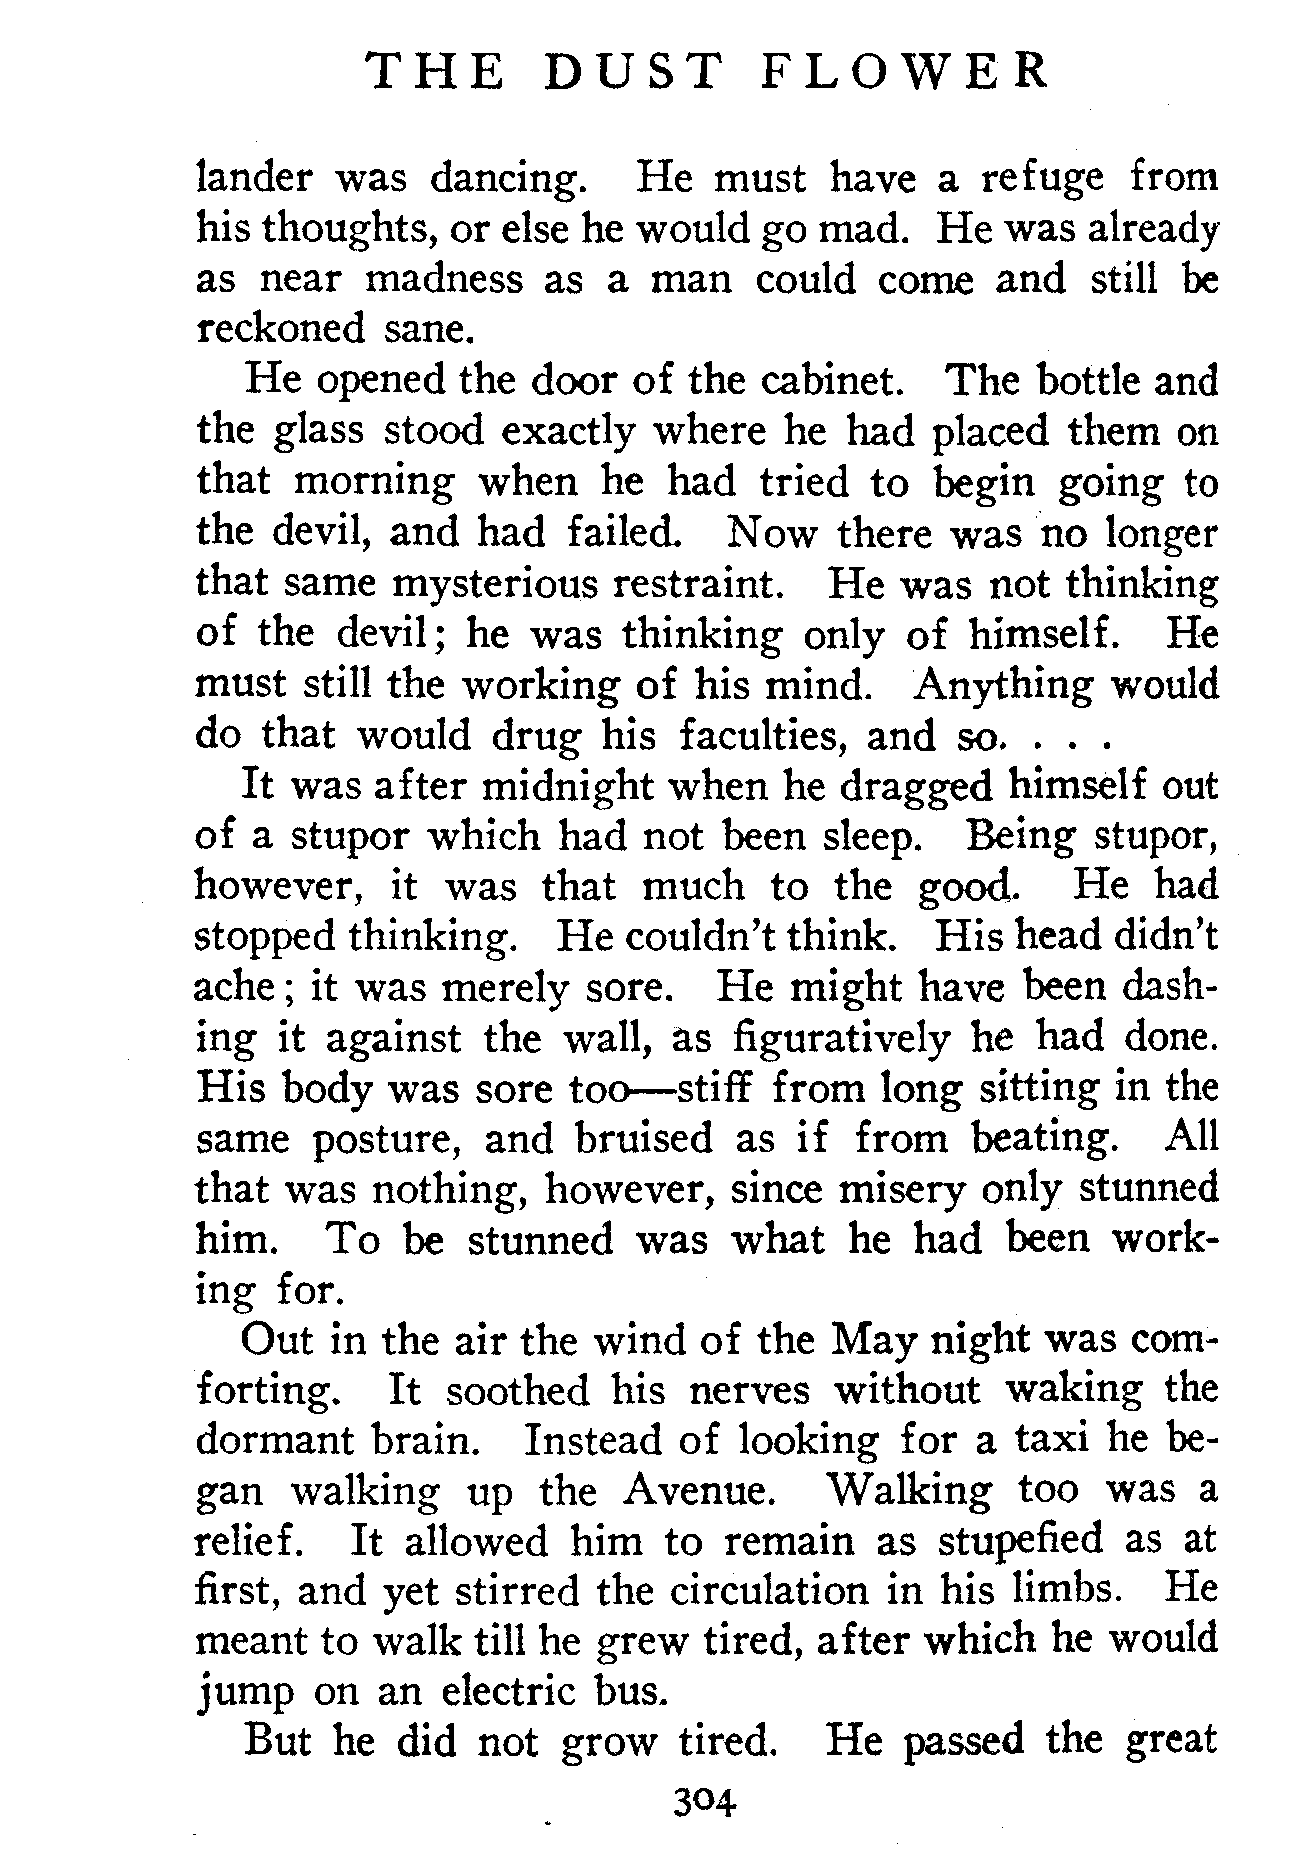 THE DUST FLOWER
lander was dancing. He must have a refuge from
his thoughts, or else he would go mad. He was already
as near madness as a man could come and still be
reckoned sane.
He opened the door of the cabinet. The bottle and
the glass stood exactly where he had placed them on
that morning when he had tried to begin going to
the devil, and had failed. Now there was no longer
that same mysterious restraint. He was not thinking
of the devil; he was thinking only of himself. He
must still the working of his mind. Anything would
do that would drug his faculties, and so. . . .
It was after midnight when he dragged himself out
of a stupor which had not been sleep. Being stupor,
however, it was that much to the good. He had
stopped thinking. He couldn't think. His head didn't
ache; it was merely sore. He might have been dash-
ing it against the wall, as figuratively he had done.
His body was sore too—stiff from long sitting in the
same posture, and bruised as if from beating. All
that was nothing, however, since misery only stunned
him. To be stunned was what he had been work-
ing for.
Out in the air the wind of the May night was com-
forting. It soothed his nerves without waking the
dormant brain. Instead of looking for a taxi he be-
gan walking up the Avenue. Walking too was a
relief. It allowed him to remain as stupefied as at
first, and yet stirred the circulation in his limbs. He
meant to walk till he grew tired, after which he would
jump on an electric bus.
But he did not grow tired. He passed the great
304